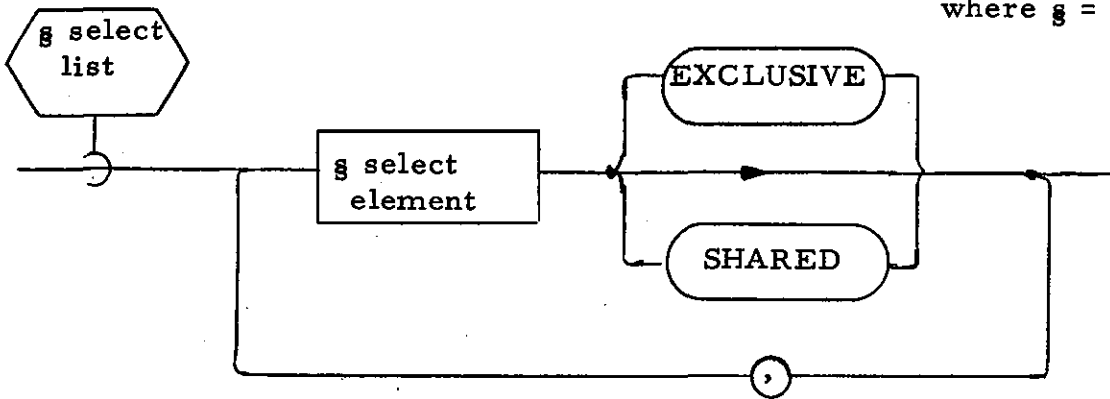 where § =
§ select
list
EXCLUSIVE
§ select
element
SHARED
,